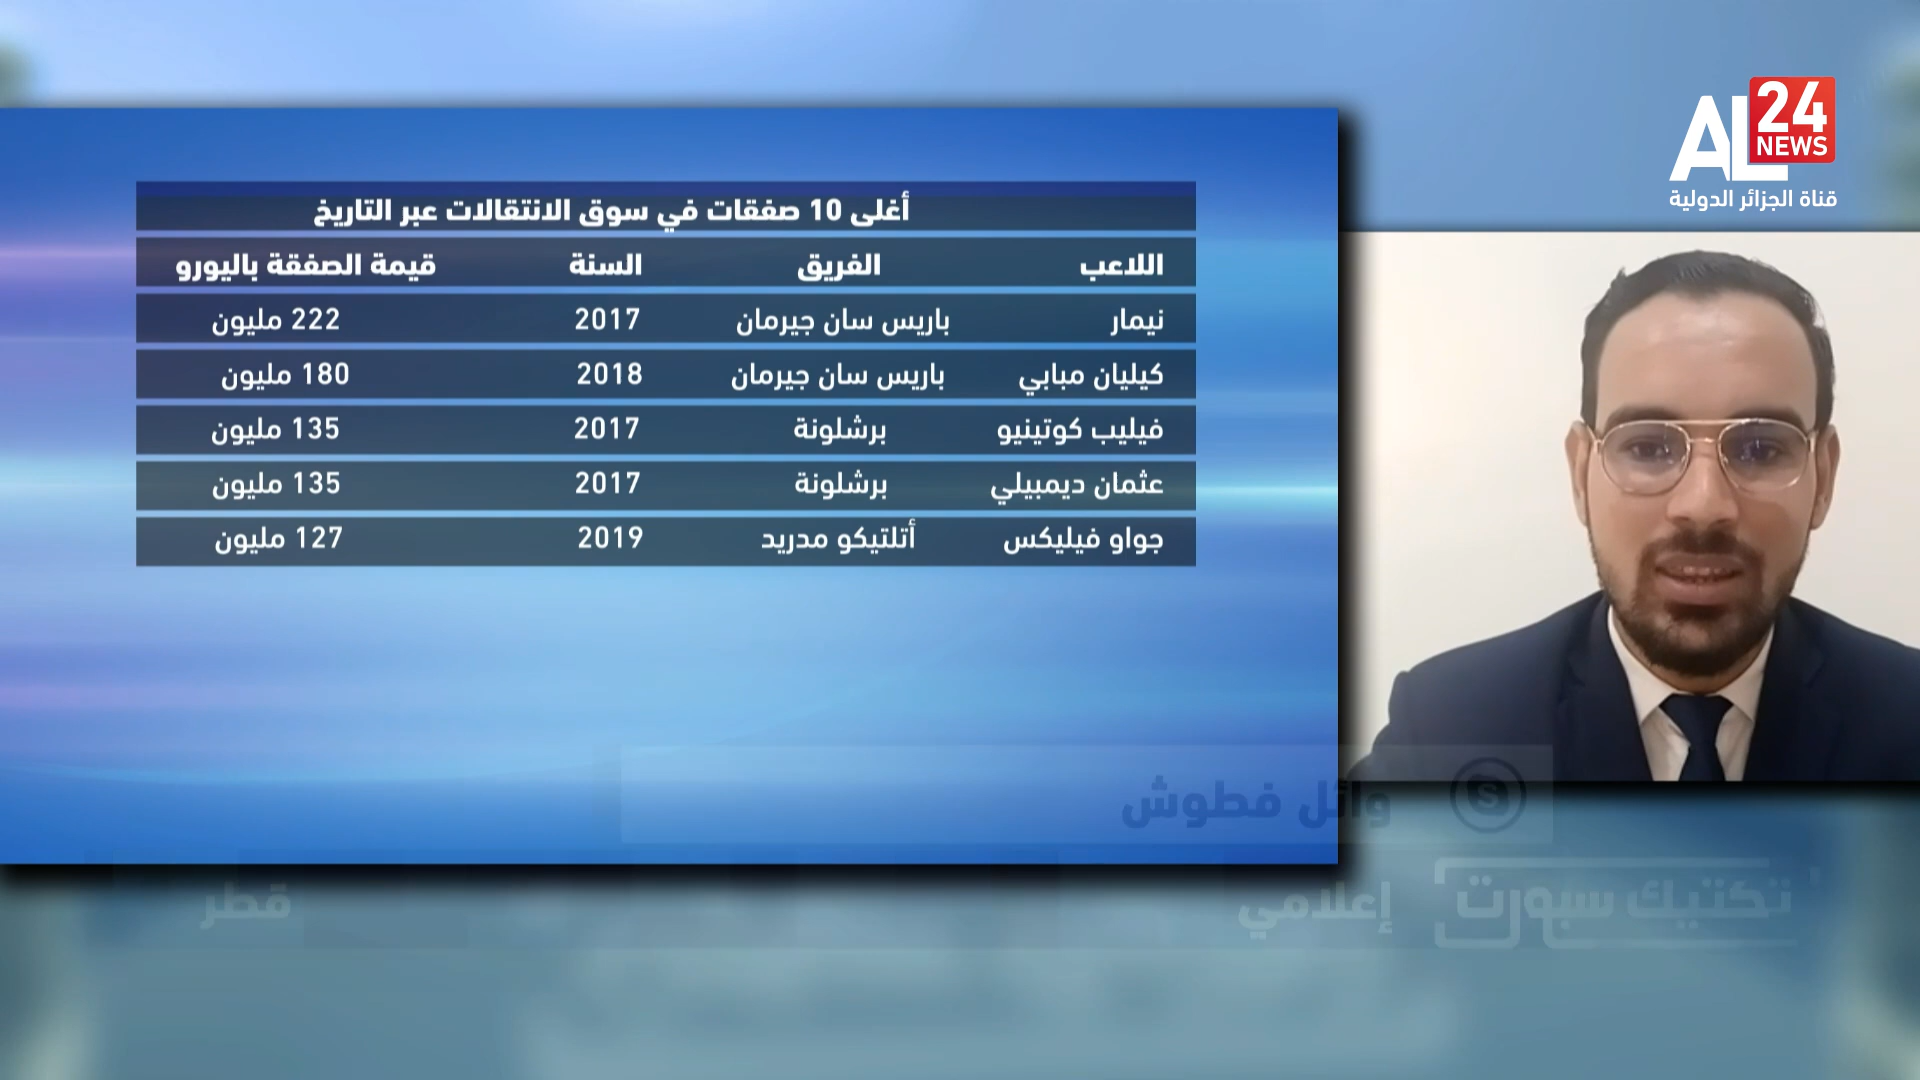 AL 24 NEWS
قناة الجزائر الدولية
أغلى 10 صفقات في سوق الانتقالات عبر التاريخ
اللاعب الفريق السنة قيمة الصفقة باليورو
نيمار باريس سان جيرمان 2017 222 مليون
كيليان مبابي باريس سان جيرمان 2018 180 مليون
فيليب كوتينيو برشلونة 2017 135 مليون
عثمان ديمبيلي برشلونة 2017 135 مليون
جواو فيليكس أتلتيكو مدريد 2019 127 مليون
وائل فطوش
تكتيك سبورت إعلامي قطر